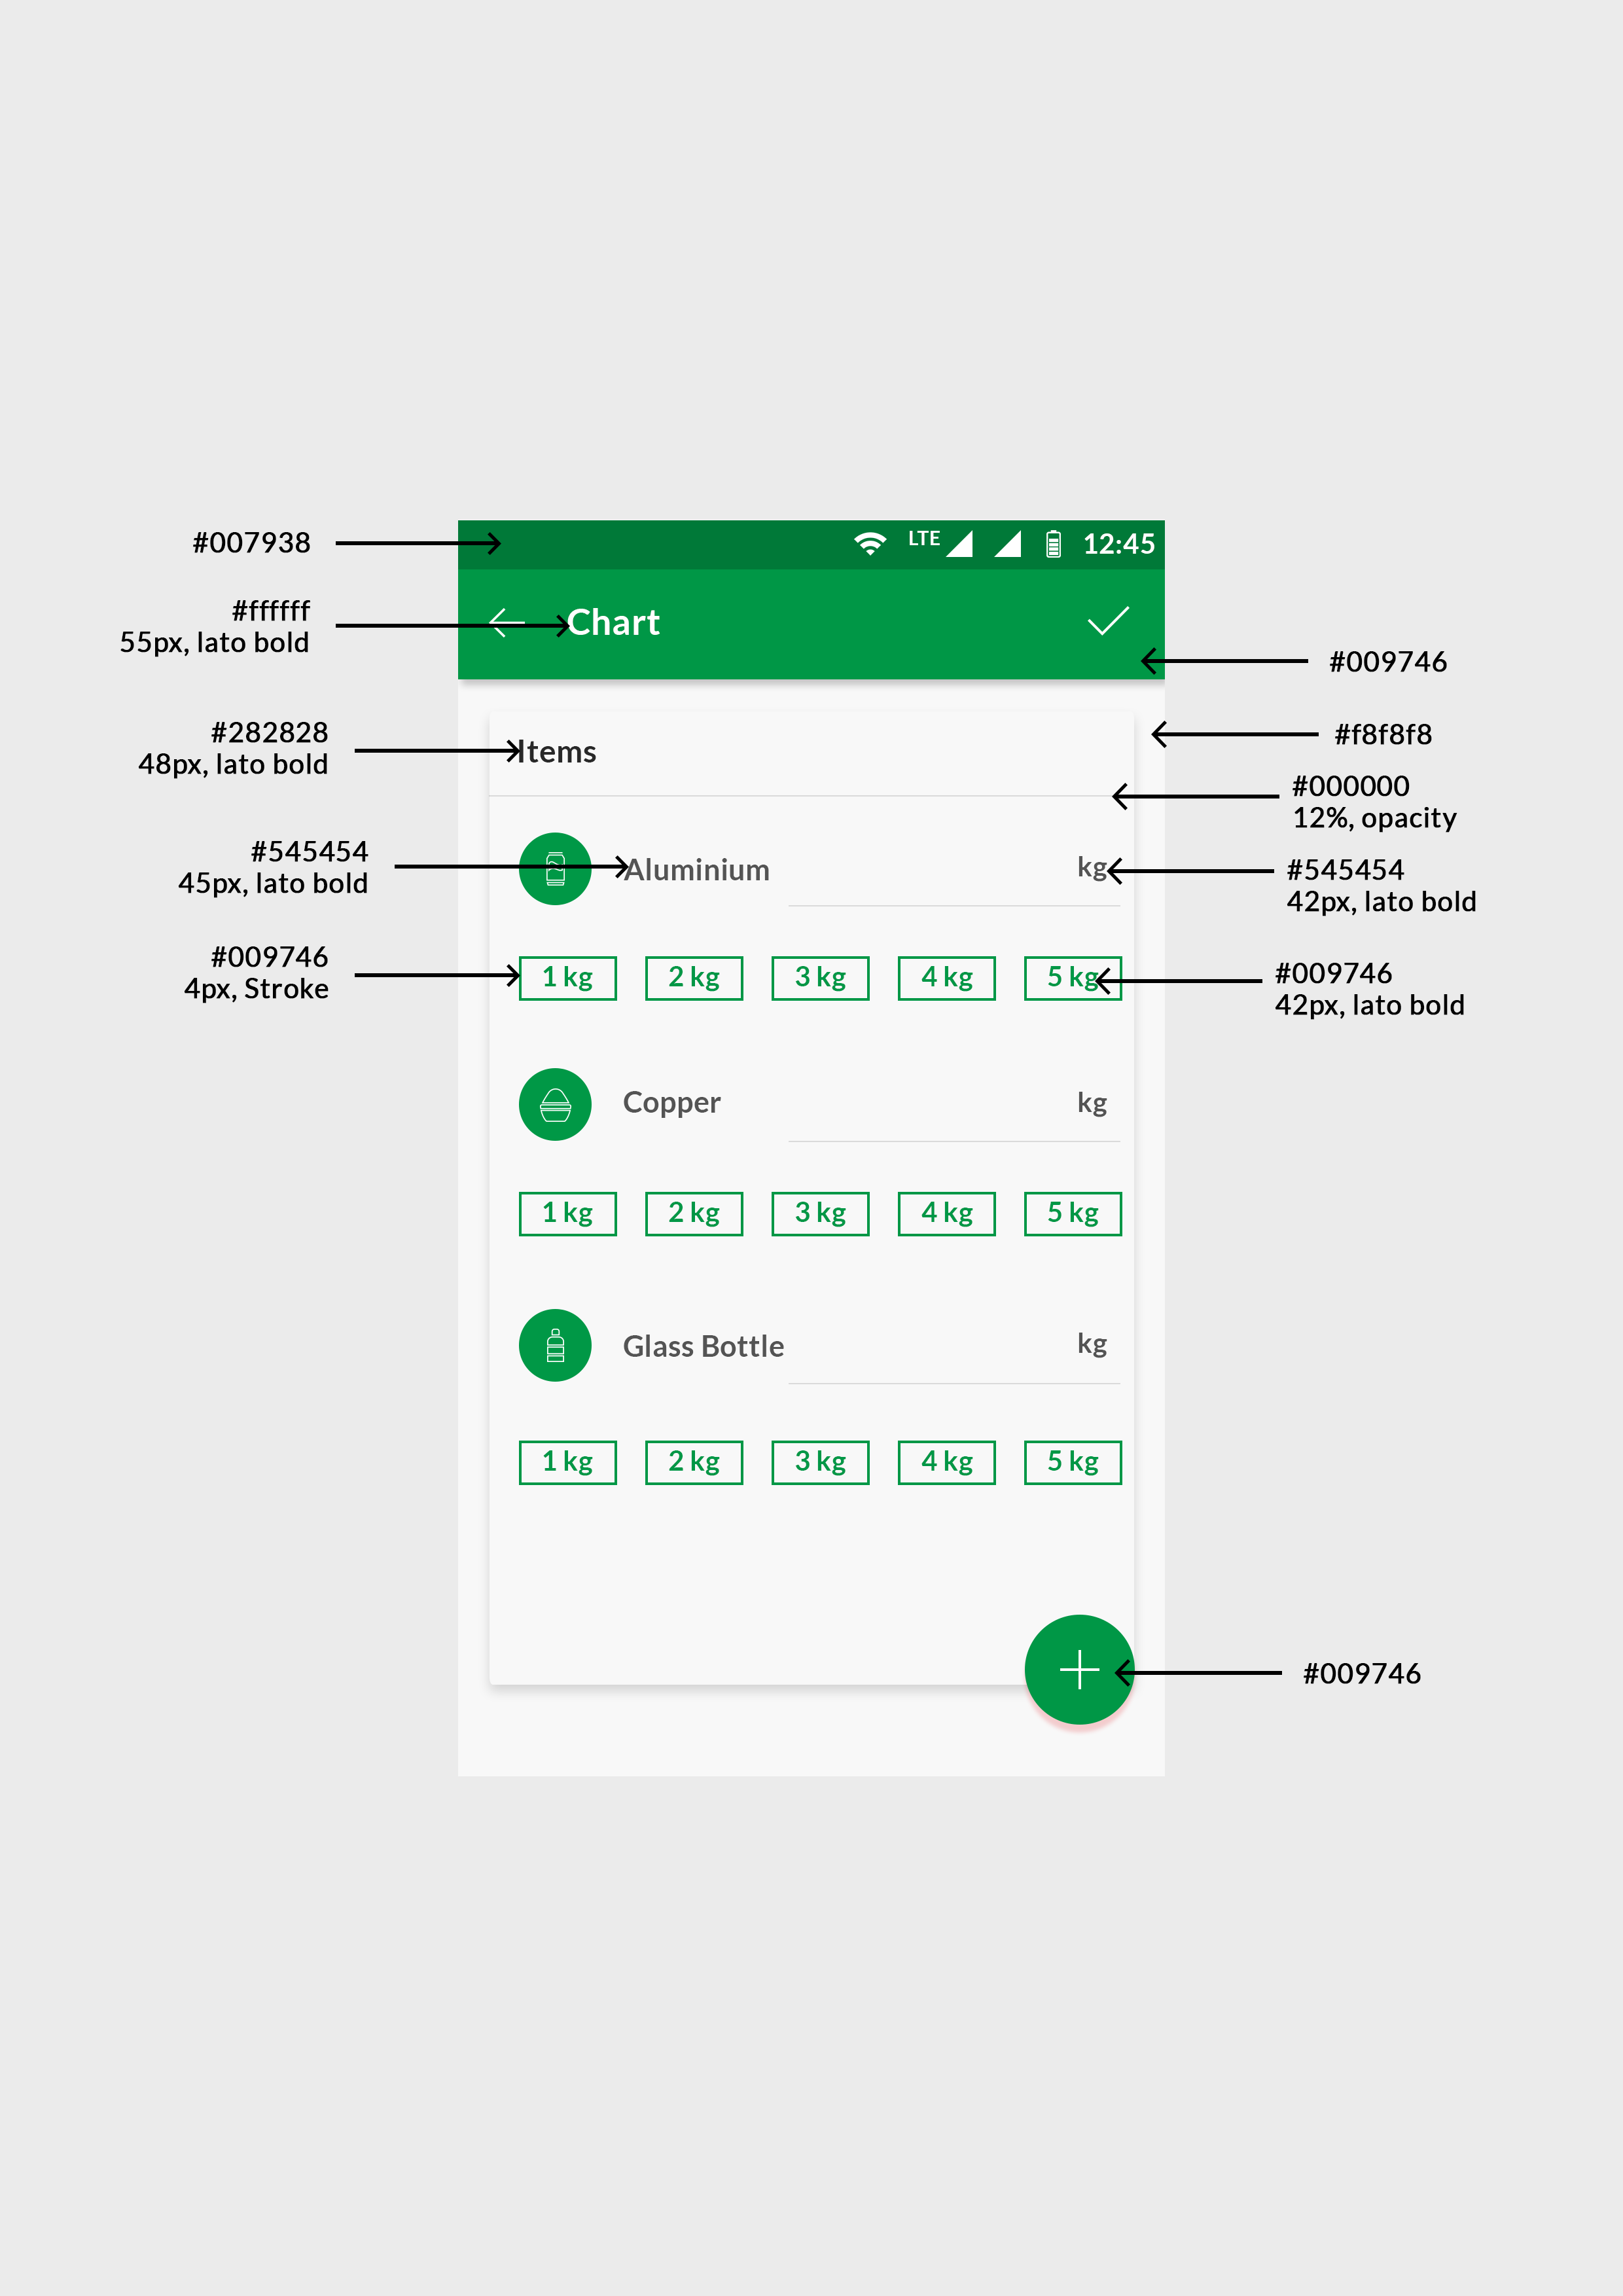 #007938
LTE
12:45
#ffffff
55px, lato bold
Chart
#009746
#282828
48px, lato bold
Items
#f8f8f8
#000000
12%, opacity
#545454
45px, lato bold
Aluminium
kg
#545454
42px, lato bold
#009746
4px, Stroke
1 kg
2 kg
3 kg
4 kg
5 kg
#009746
42px, lato bold
Copper
kg
1 kg
2 kg
3 kg
4 kg
5 kg
Glass Bottle
kg
1 kg
2 kg
3 kg
4 kg
5 kg
#009746